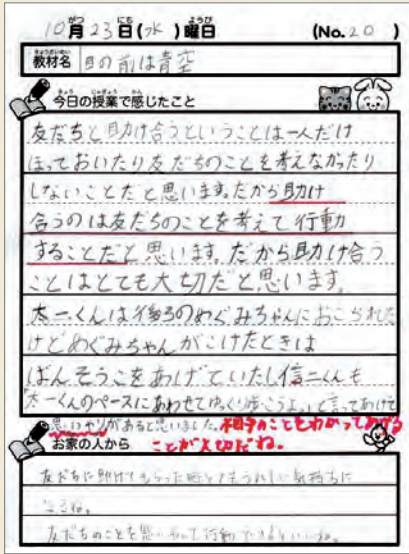 10月23日(水)曜日 (No.20)
教材名 目の前は青空
今日の授業で感じたこと
友だちと助け合うということは一人だけ
ほっておいたり友だちのことを考えなかったり
しないことだと思います。だから助け
合うのは友だちのことを考えて行動
することだと思います。だから助け合う
ことはとても大切だと思います。
太一くんは後ろのめぐみちゃんにおこられた
けどめぐみちゃんがこけたときは
ばんそうこをあげていたし信二くんも
「太一くんのペースにあわせてゆっくり歩こうよ。」と言ってあげて
思いやりがあると思いました。相手のこともわかってあげる
ことが大切だね。
お家の人から
友だちに助けてもらった時とてもうれしい気持ちに
なるね。
友だちのことを思いやって行動できるといいね。